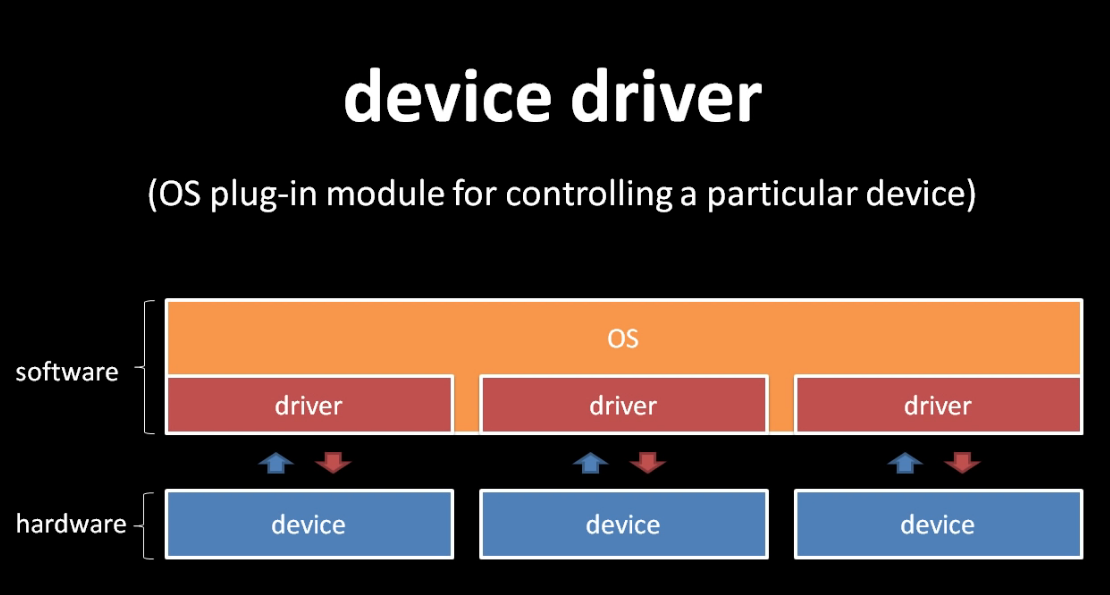 device driver
(OS plug-in module for controlling a particular device)
OS
software
driver driver driver
hardware
device device device